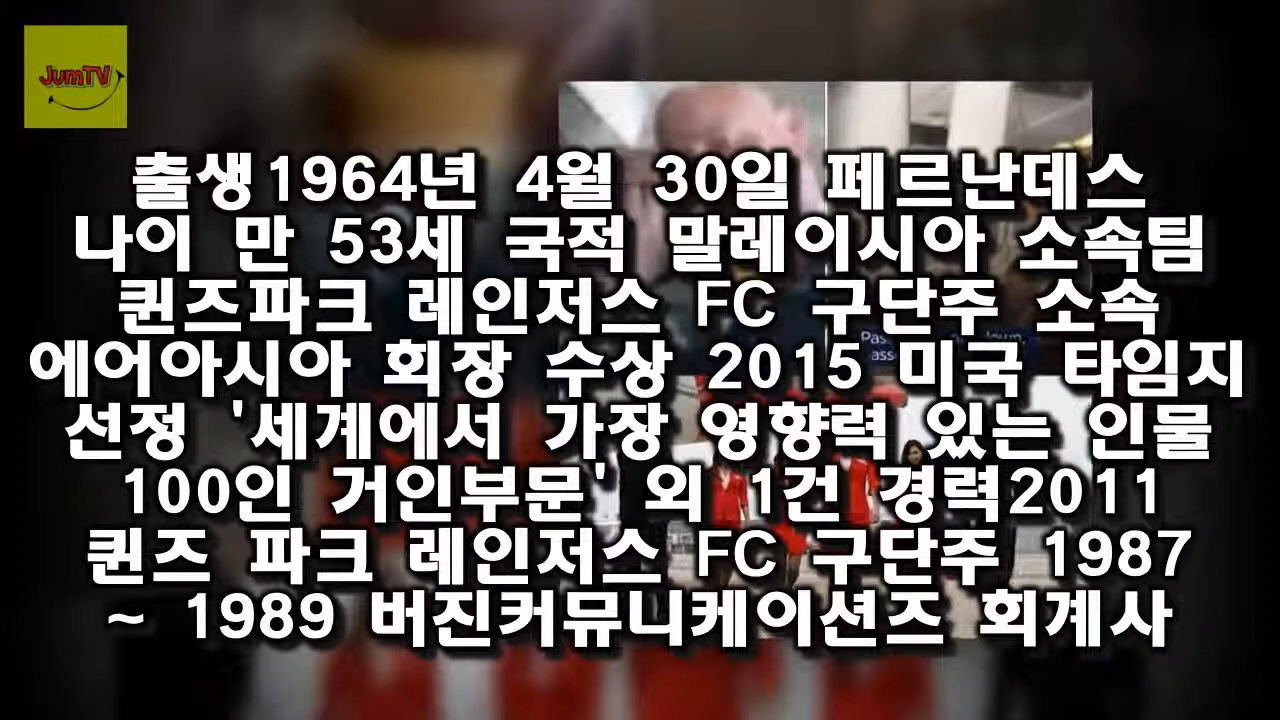 JumTV
출생1964년 4월 30일 페르난데스
나이 만 53세 국적 말레이시아 소속팀
퀸즈파크 레인저스 FC 구단주 소속
에어아시아 회장 수상 2015 미국 타임지
선정 '세계에서 가장 영향력 있는 인물
100인 거인부문' 외 1건 경력2011
퀸즈 파크 레인저스 FC 구단주 1987
~ 1989 버진커뮤니케이션즈 회계사